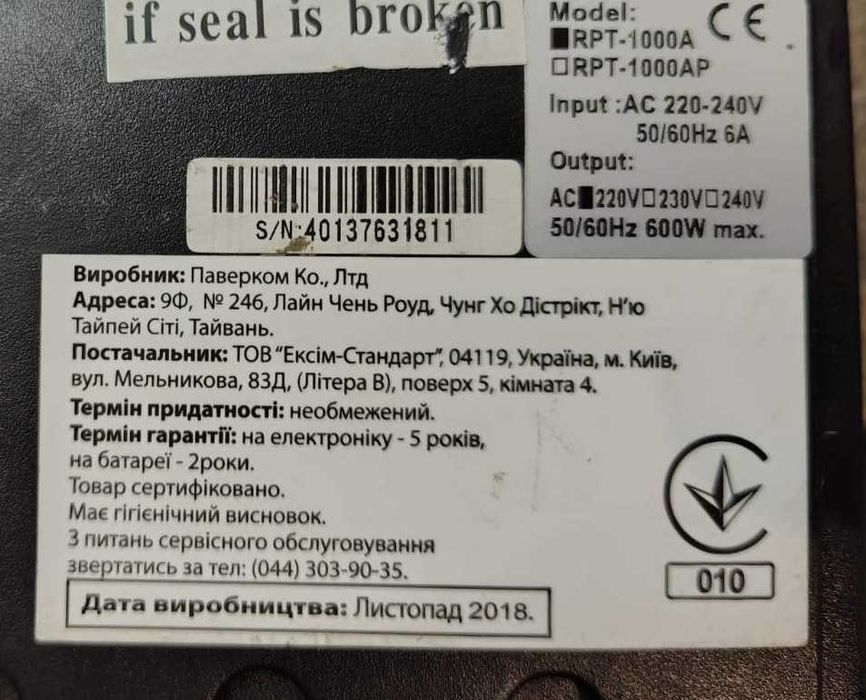 if seal is broken
Model:
■RPT-1000A CE
□RPT-1000AP
Input :AC 220-240V
50/60Hz 6A
Output:
AC■220V□230V□240V
50/60Hz 600W max.
S/N:40137631811
Виробник: Паверком Ко., Лтд
Адреса: 9Ф, № 246, Лайн Чень Роуд, Чунг Хо Дістрікт, Н'ю
Тайпей Сіті, Тайвань.
Постачальник: ТОВ "Ексім-Стандарт", 04119, Україна, м. Київ,
вул. Мельникова, 83Д, (Літера В), поверх 5, кімната 4.
Термін придатності: необмежений.
Термін гарантії: на електроніку - 5 років,
на батареї - 2роки.
Товар сертифіковано.
Має гігієнічний висновок.
З питань сервісного обслуговування
звертатись за тел: (044) 303-90-35.
Дата виробництва: Листопад 2018.
010